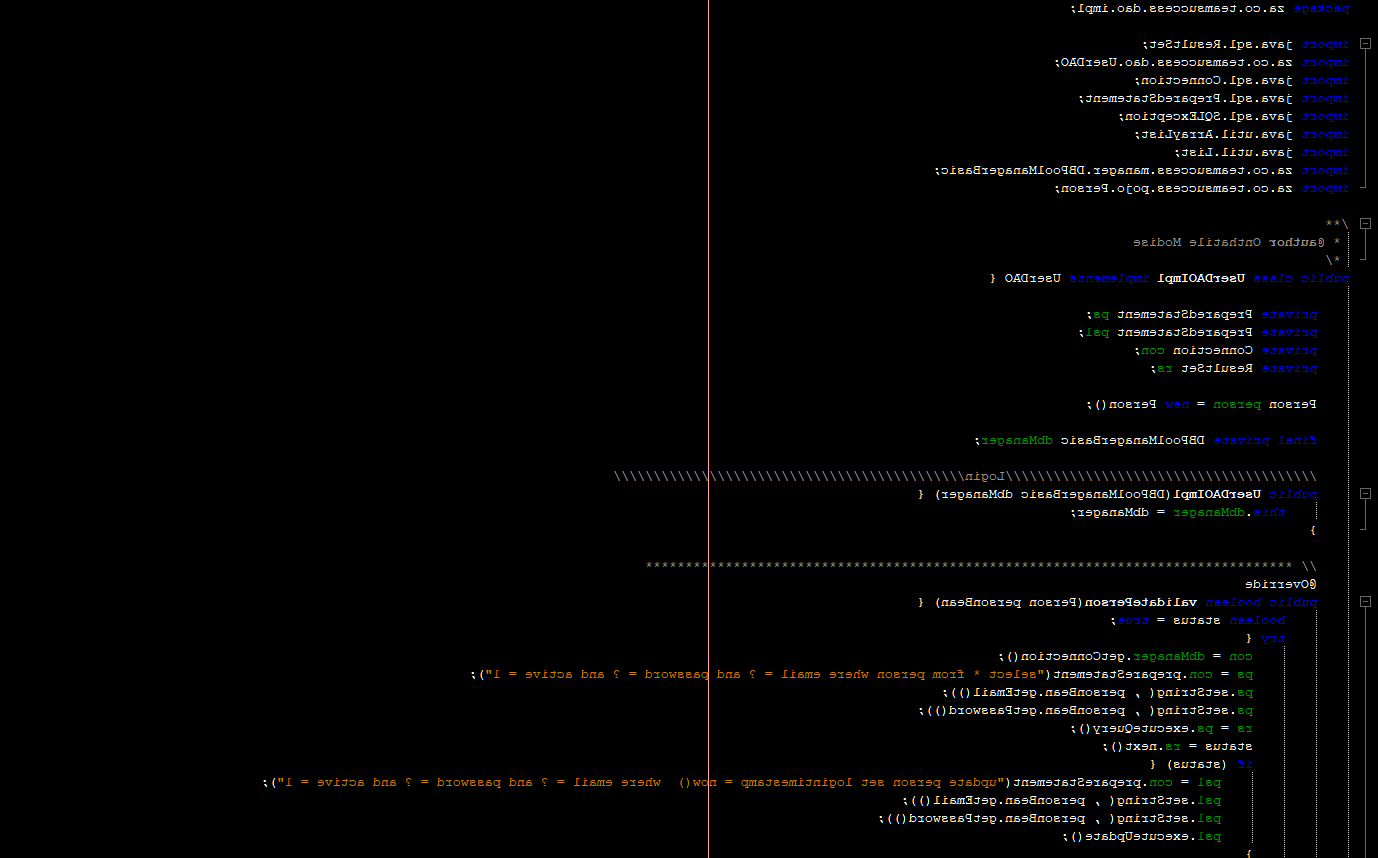 package za.co.teamsuccess.dao.impl;
import java.sql.ResultSet;
import za.co.teamsuccess.dao.UserDAO;
import java.sql.Connection;
import java.sql.PreparedStatement;
import java.sql.SQLException;
import java.util.ArrayList;
import java.util.List;
import za.co.teamsuccess.manager.DBPoolManagerBasic;
import za.co.teamsuccess.pojo.Person;
/**
* @author Onthatile Modise
*/
public class UserDAOImpl implements UserDAO {
private PreparedStatement ps;
private PreparedStatement ps1;
private Connection con;
private ResultSet rs;
Person person = new Person();
final private DBPoolManagerBasic dbManager;
///////////////////////////////////////Login////////////////////////////////////////////
public UserDAOImpl(DBPoolManagerBasic dbManager) {
this.dbManager = dbManager;
}
// *********************************************************************************
@Override
public boolean validatePerson(Person personBean) {
boolean status = true;
try {
con = dbManager.getConnection();
ps = con.prepareStatement("select * from person where email = ? and password = ? and active = 1");
ps.setString( , personBean.getEmail());
ps.setString( , personBean.getPassword());
rs = ps.executeQuery();
status = rs.next();
if (status) {
ps1 = con.prepareStatement("update person set logintimestamp = now()  where email = ? and password = ? and active = 1");
ps1.setString( , personBean.getEmail());
ps1.setString( , personBean.getPassword());
ps1.executeUpdate();
}